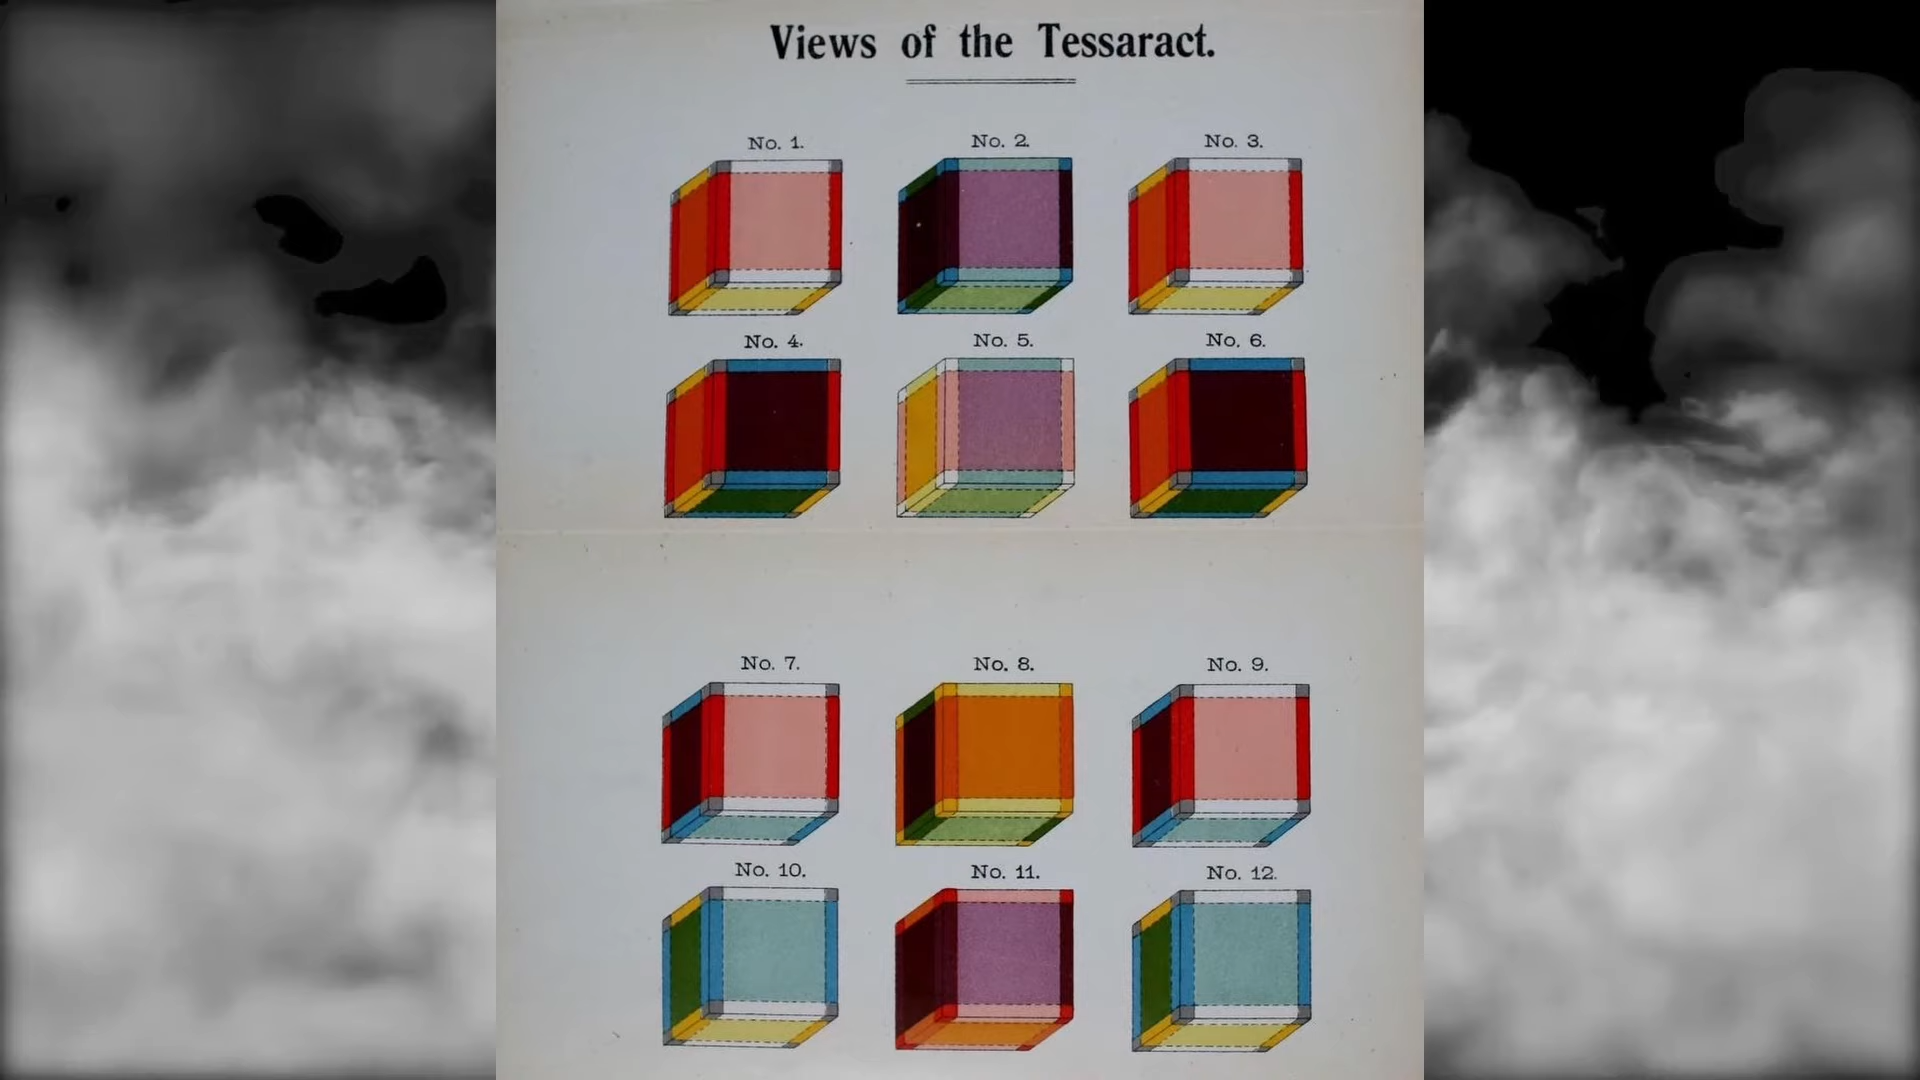 Views of the Tessaract.
No. 1. No. 2. No. 3.
No. 4. No. 5. No. 6.
No. 7. No. 8. No. 9.
No. 10. No. 11. No. 12.